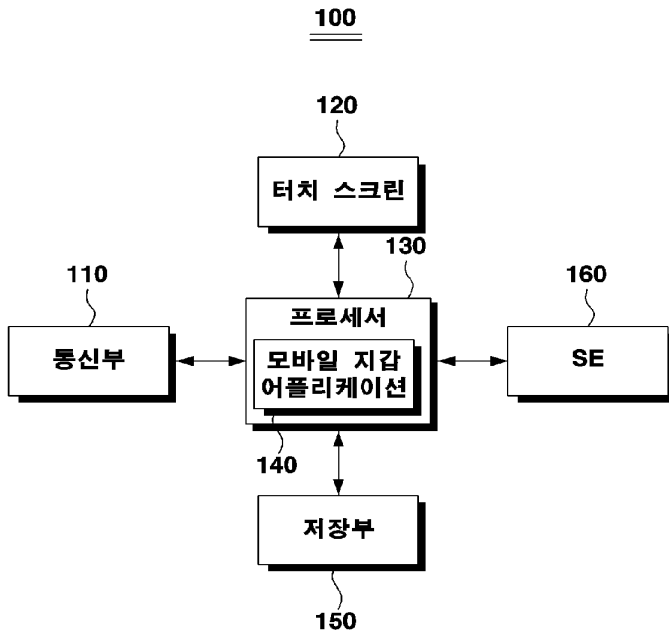 100
120
터치 스크린
130
110
160
프로세서
통신부
모바일 지갑
어플리케이션
SE
140
저장부
150